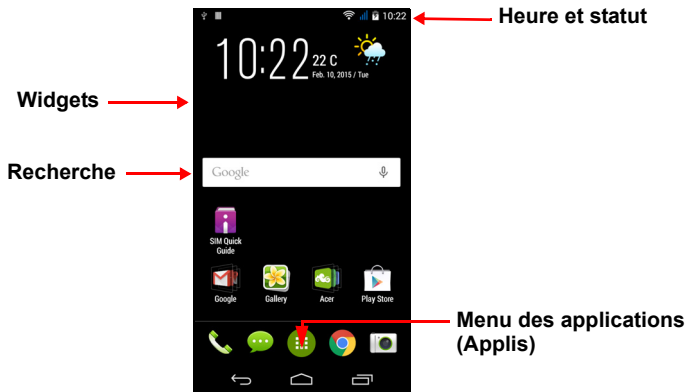 10:22
Heure et statut
10:22
22 C
Feb. 10, 2015 / Tue
Widgets
Recherche
Google
SIM Quick
Guide
Google
Gallery
Acer
Play Store
Menu des applications
(Applis)